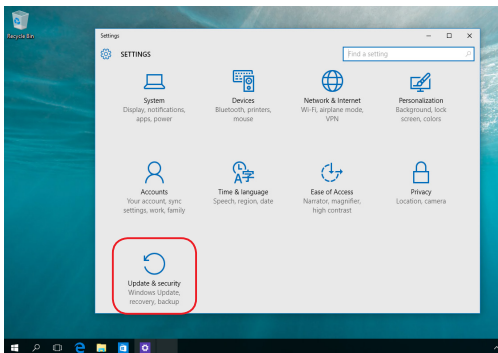 Recycle Bin
Settings
SETTINGS
Find a setting
System
Display, notifications,
apps, power
Devices
Bluetooth, printers,
mouse
Network & Internet
Wi-Fi, airplane mode,
VPN
Personalization
Background, lock
screen, colors
Accounts
Your account, sync
settings, work, family
Time & language
Speech, region, date
Ease of Access
Narrator, magnifier,
high contrast
Privacy
Location, camera
Update & security
Windows Update,
recovery, backup